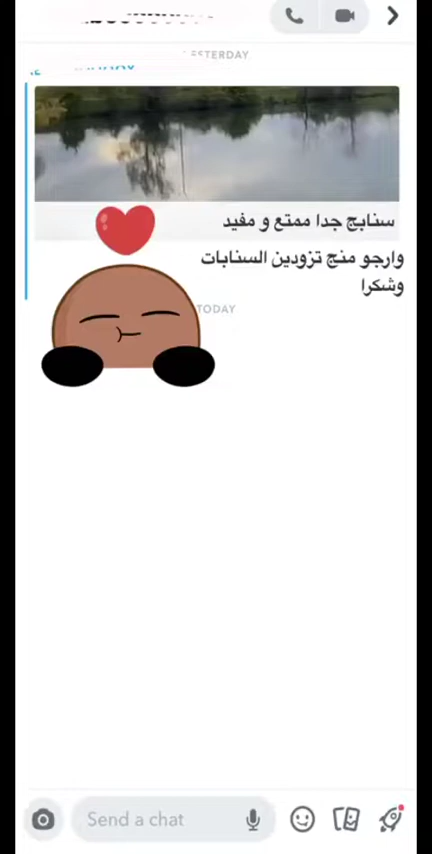 YESTERDAY
سنابج جدا ممتع و مفيد
وارجو منج تزودين السنابات
وشكرا
TODAY
Send a chat